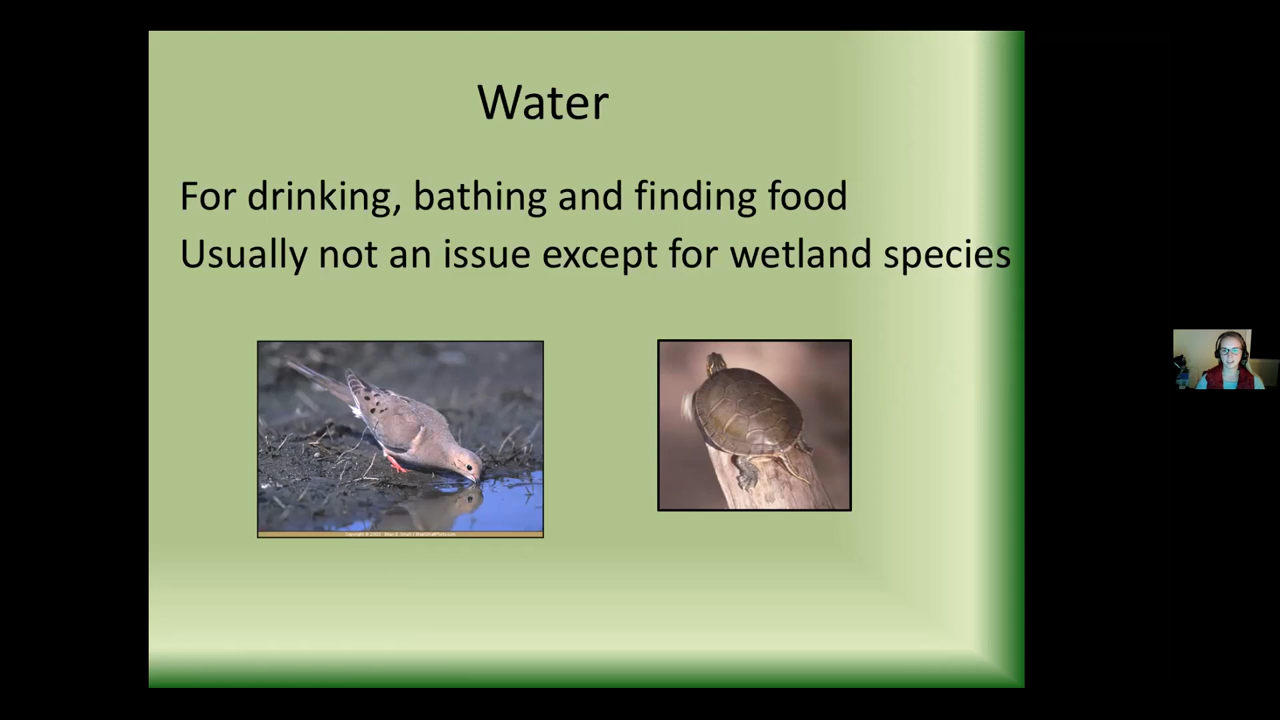 Water
For drinking, bathing and finding food
Usually not an issue except for wetland species